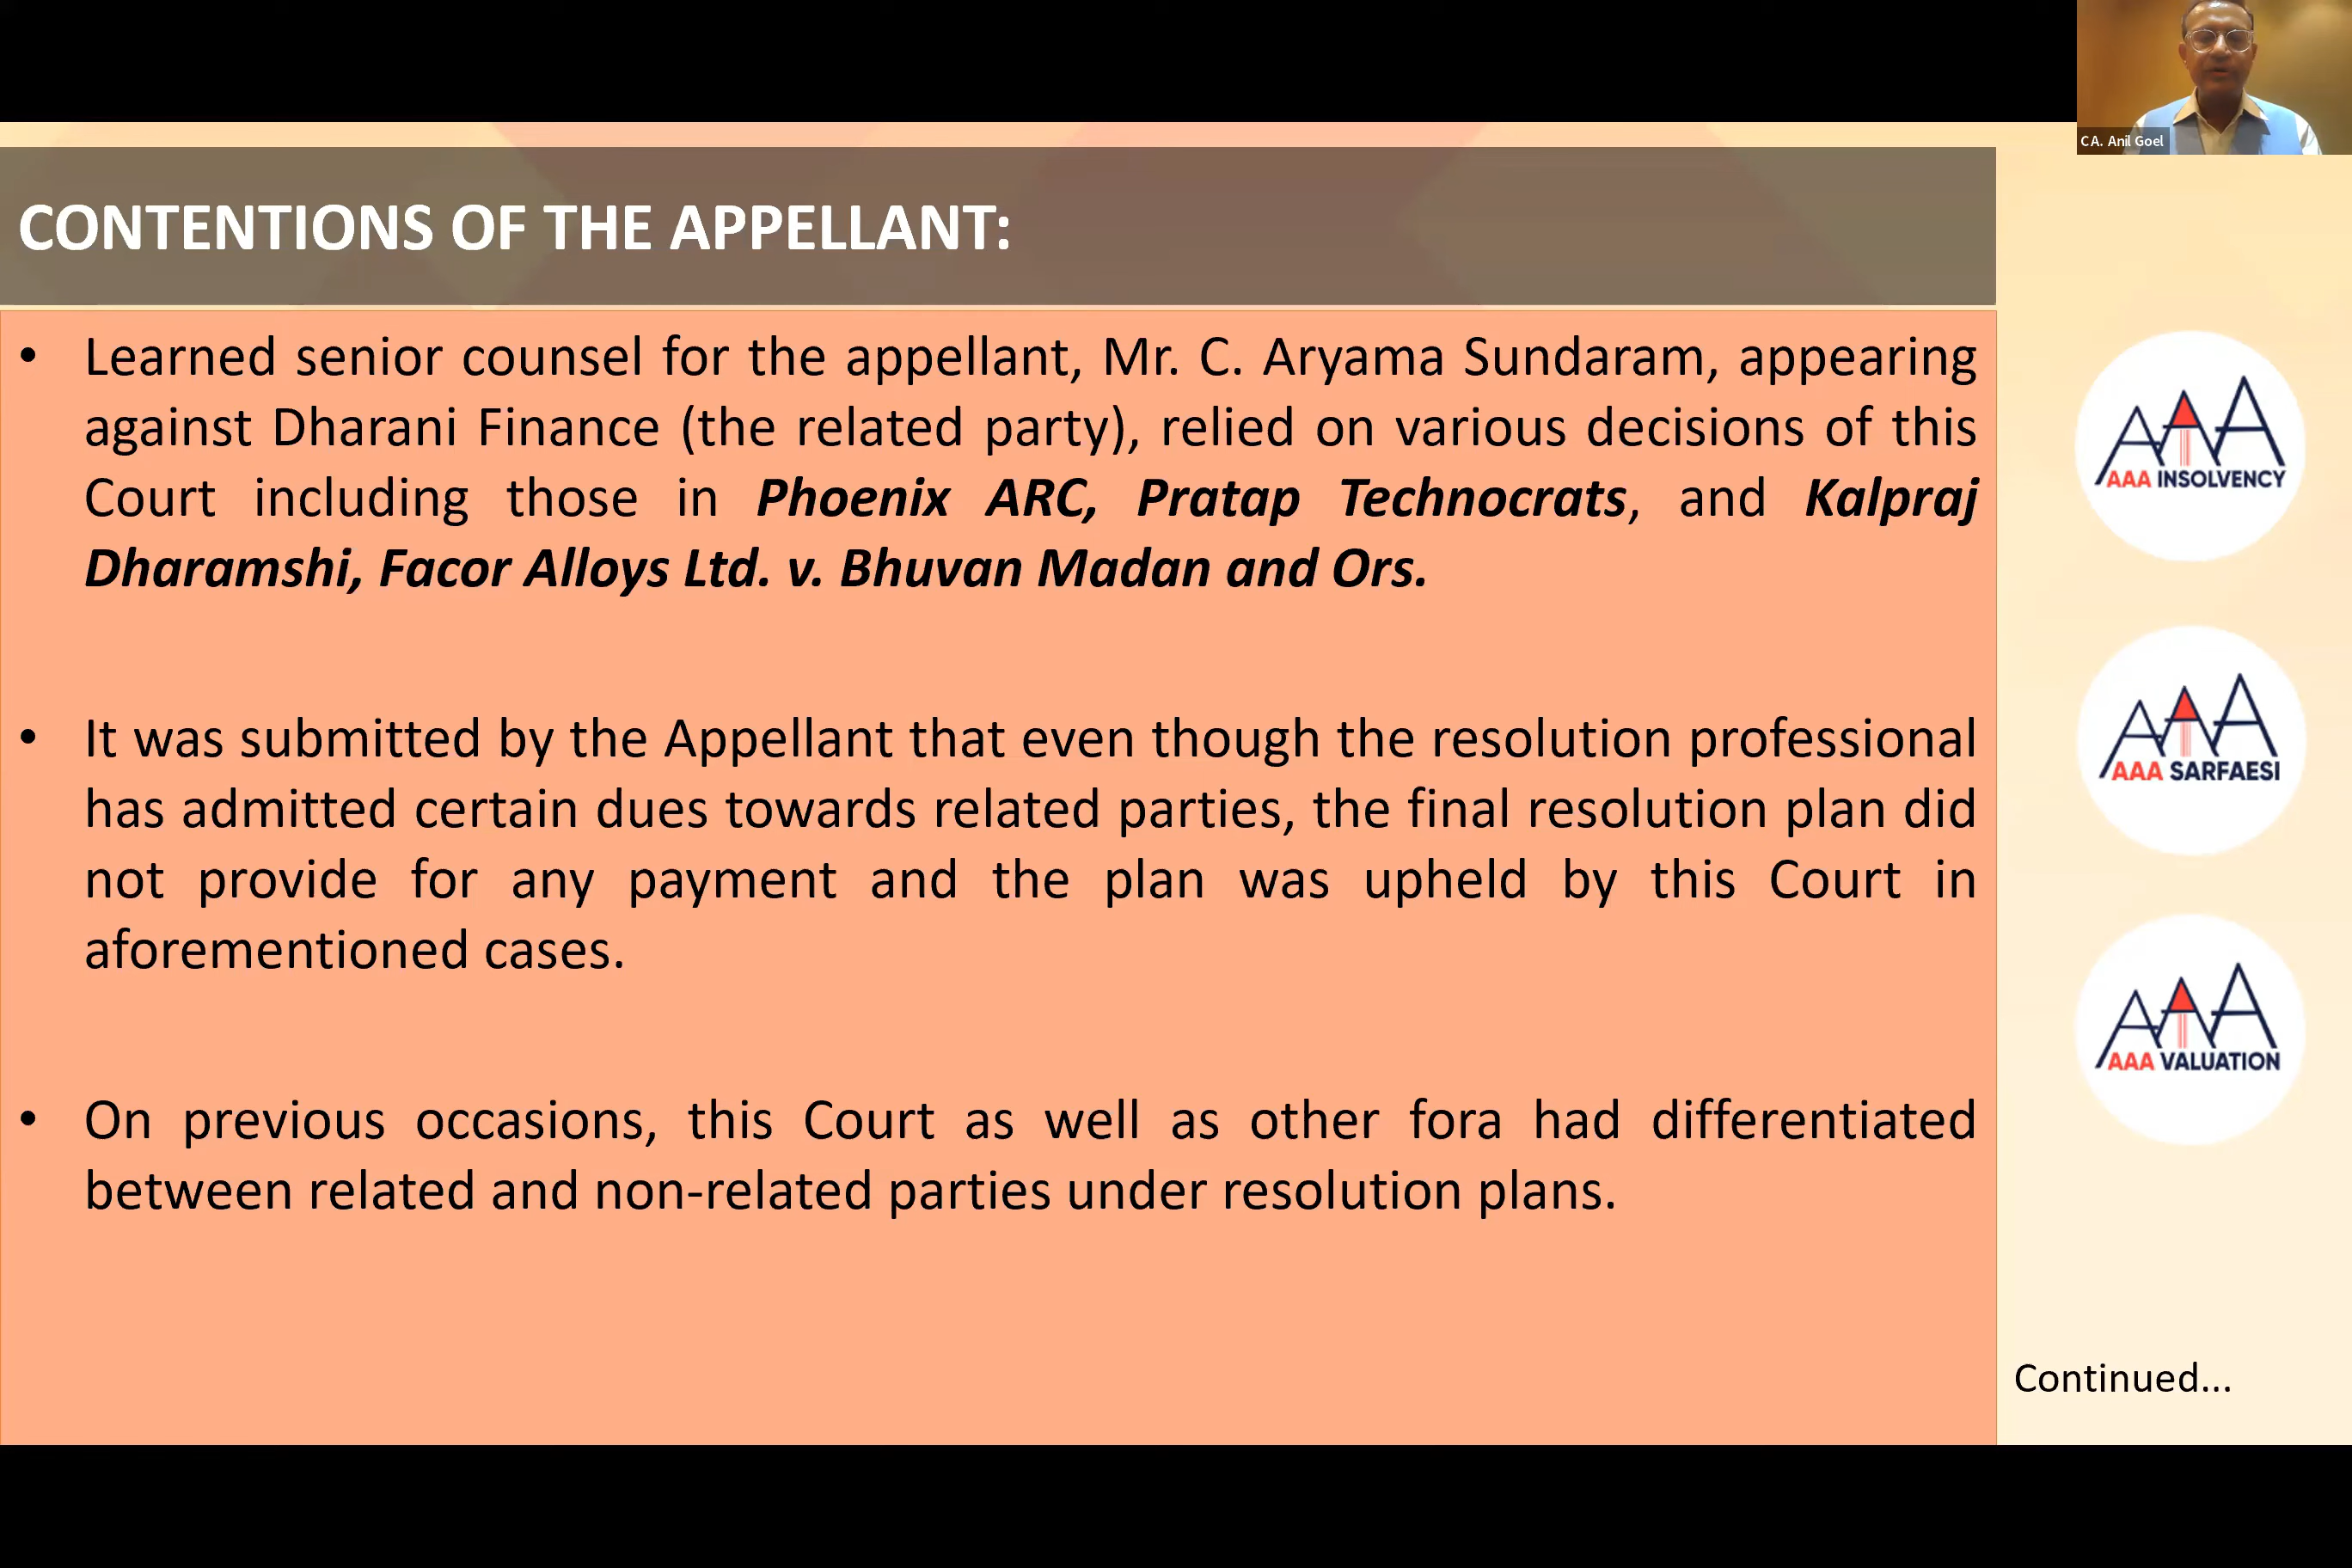 CA. Anil Goel
CONTENTIONS OF THE APPELLANT:
• Learned senior counsel for the appellant, Mr. C. Aryama Sundaram, appearing
against Dharani Finance (the related party), relied on various decisions of this
Court including those in Phoenix ARC, Pratap Technocrats, and Kalpraj
Dharamshi, Facor Alloys Ltd. v. Bhuvan Madan and Ors.
• It was submitted by the Appellant that even though the resolution professional
has admitted certain dues towards related parties, the final resolution plan did
not provide for any payment and the plan was upheld by this Court in
aforementioned cases.
• On previous occasions, this Court as well as other fora had differentiated
between related and non-related parties under resolution plans.
AAA
AAA INSOLVENCY
AAA
AAA SARFAESI
AAA
AAA VALUATION
Continued...